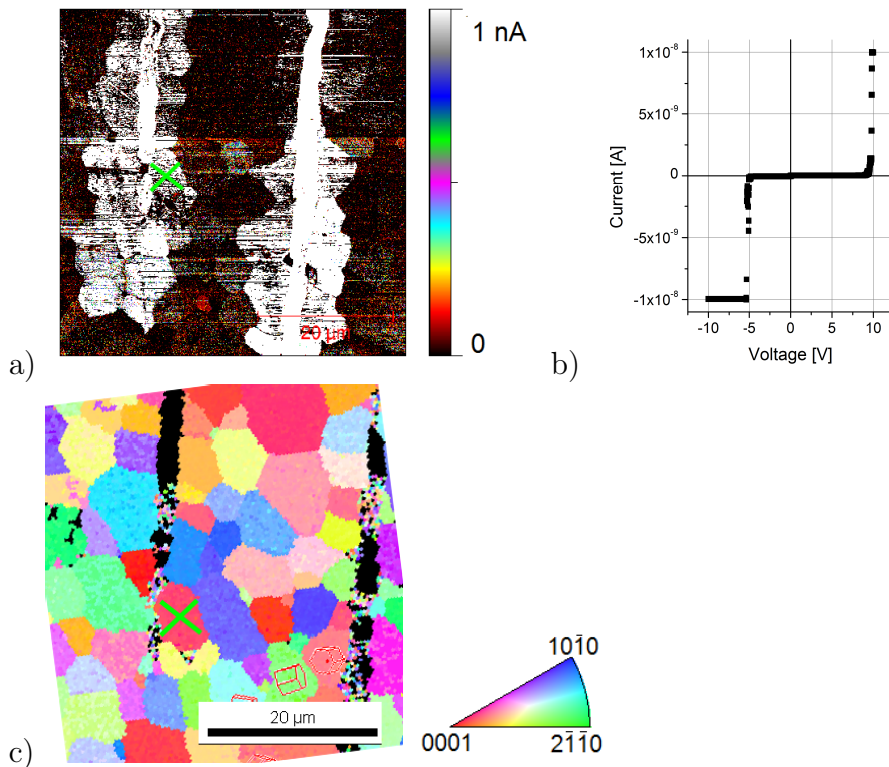 1 nA
0
20 µm
a)
1x10⁻⁸
5x10⁻⁹
0
-5x10⁻⁹
-1x10⁻⁸
Current [A]
-10 -5 0 5 10
Voltage [V]
b)
20 µm
c)
101̄0
0001
21̄1̄0